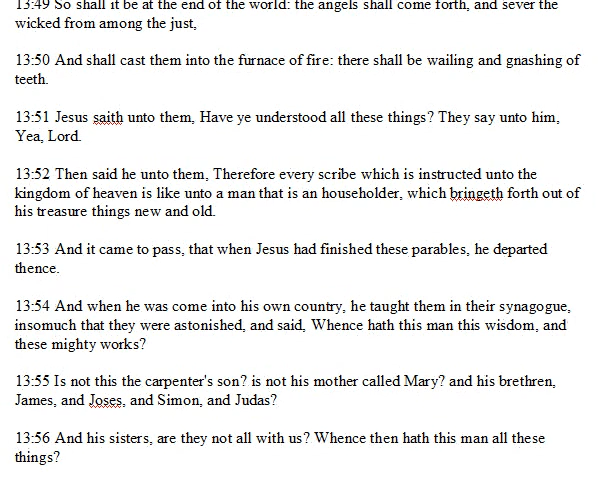 13:49 So shall it be at the end of the world: the angels shall come forth, and sever the
wicked from among the just,
13:50 And shall cast them into the furnace of fire: there shall be wailing and gnashing of
teeth.
13:51 Jesus saith unto them, Have ye understood all these things? They say unto him,
Yea, Lord.
13:52 Then said he unto them, Therefore every scribe which is instructed unto the
kingdom of heaven is like unto a man that is an householder, which bringeth forth out of
his treasure things new and old.
13:53 And it came to pass, that when Jesus had finished these parables, he departed
thence.
13:54 And when he was come into his own country, he taught them in their synagogue,
insomuch that they were astonished, and said, Whence hath this man this wisdom, and
these mighty works?
13:55 Is not this the carpenter's son? is not his mother called Mary? and his brethren,
James, and Joses, and Simon, and Judas?
13:56 And his sisters, are they not all with us? Whence then hath this man all these
things?